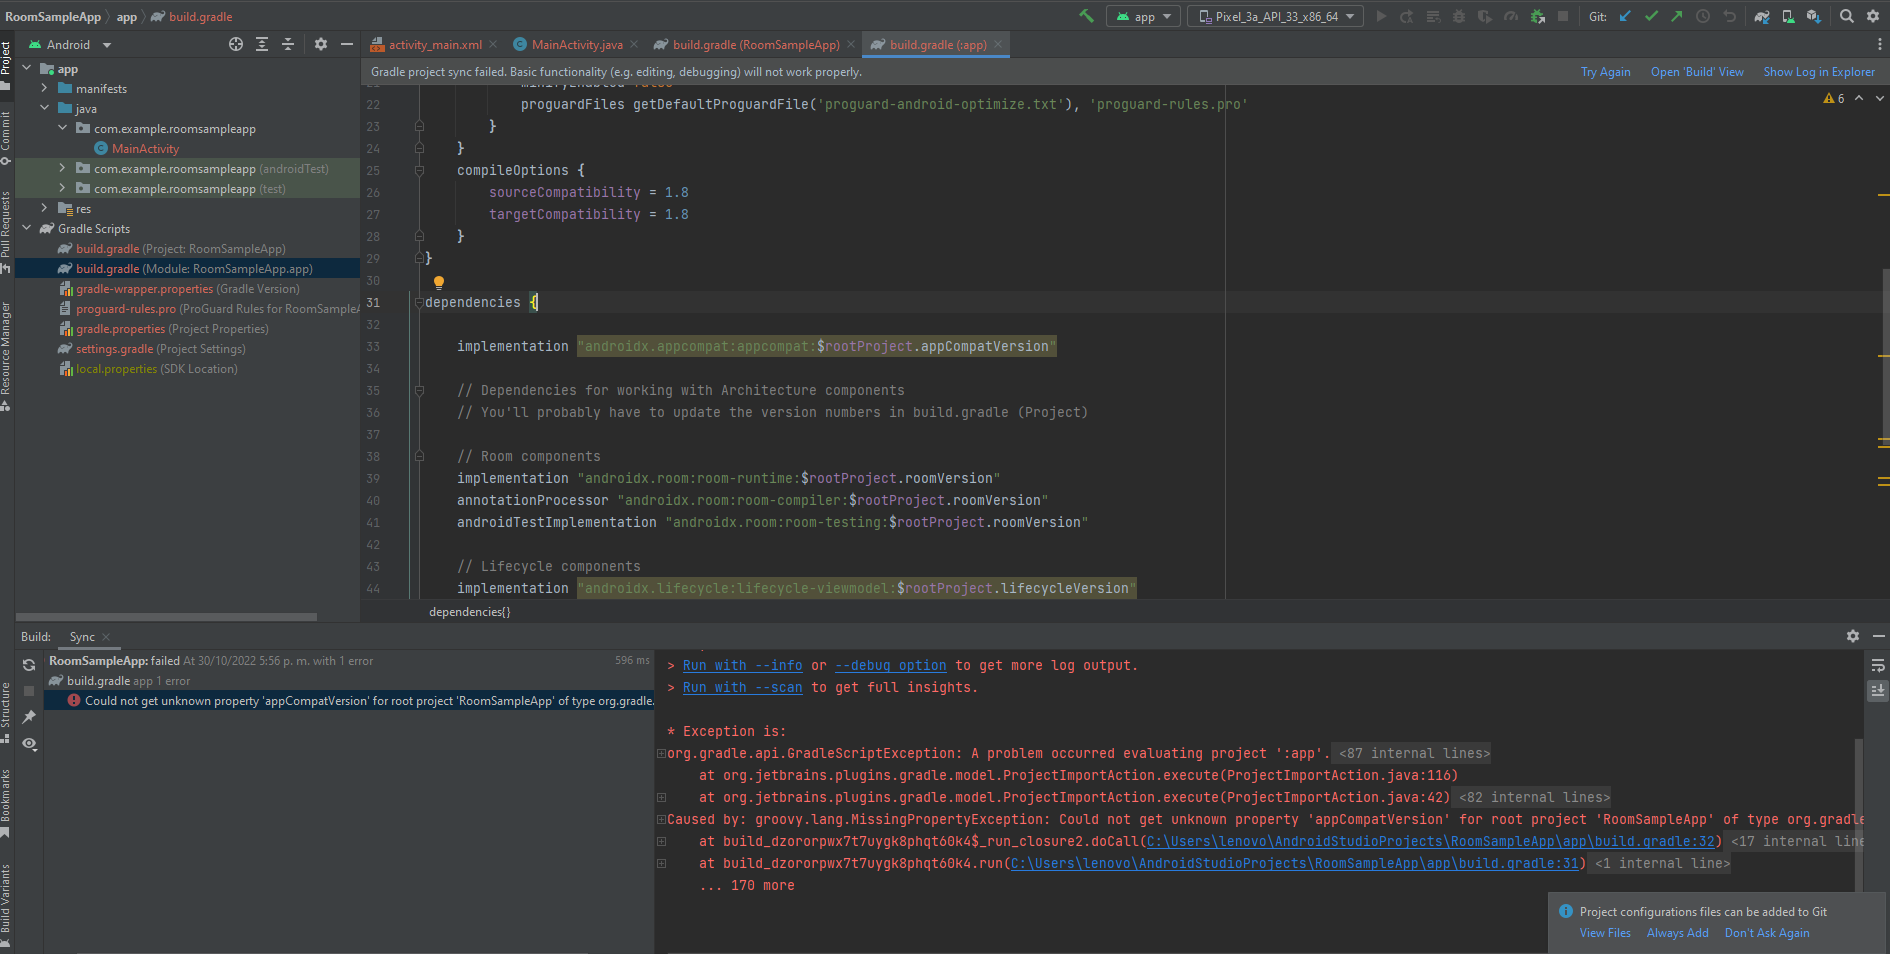 RoomSampleApp app build.gradle
app Pixel_3a_API_33_x86_64 Git:
Project
Commit
Pull Requests
Resource Manager
Structure
Bookmarks
Build Variants
Android
app
manifests
java
com.example.roomsampleapp
MainActivity
com.example.roomsampleapp (androidTest)
com.example.roomsampleapp (test)
res
Gradle Scripts
build.gradle (Project: RoomSampleApp)
build.gradle (Module: RoomSampleApp.app)
gradle-wrapper.properties (Gradle Version)
proguard-rules.pro (ProGuard Rules for RoomSampleA
gradle.properties (Project Properties)
settings.gradle (Project Settings)
local.properties (SDK Location)
activity_main.xml MainActivity.java build.gradle (RoomSampleApp) build.gradle (:app)
Gradle project sync failed. Basic functionality (e.g. editing, debugging) will not work properly. Try Again Open 'Build' View Show Log in Explorer
6
21 minifyEnabled false
22 proguardFiles getDefaultProguardFile('proguard-android-optimize.txt'), 'proguard-rules.pro'
23 }
24 }
25 compileOptions {
26 sourceCompatibility = 1.8
27 targetCompatibility = 1.8
28 }
29 }
30
31 dependencies {
32
33 implementation "androidx.appcompat:appcompat:$rootProject.appCompatVersion"
34
35 // Dependencies for working with Architecture components
36 // You'll probably have to update the version numbers in build.gradle (Project)
37
38 // Room components
39 implementation "androidx.room:room-runtime:$rootProject.roomVersion"
40 annotationProcessor "androidx.room:room-compiler:$rootProject.roomVersion"
41 androidTestImplementation "androidx.room:room-testing:$rootProject.roomVersion"
42
43 // Lifecycle components
44 implementation "androidx.lifecycle:lifecycle-viewmodel:$rootProject.lifecycleVersion"
dependencies{}
Build: Sync
RoomSampleApp: failed At 30/10/2022 5:56 p. m. with 1 error 596 ms
build.gradle app 1 error
Could not get unknown property 'appCompatVersion' for root project 'RoomSampleApp' of type org.gradle.
> Run with --info or --debug option to get more log output.
> Run with --scan to get full insights.
* Exception is:
org.gradle.api.GradleScriptException: A problem occurred evaluating project ':app'. <87 internal lines>
at org.jetbrains.plugins.gradle.model.ProjectImportAction.execute(ProjectImportAction.java:116)
at org.jetbrains.plugins.gradle.model.ProjectImportAction.execute(ProjectImportAction.java:42) <82 internal lines>
Caused by: groovy.lang.MissingPropertyException: Could not get unknown property 'appCompatVersion' for root project 'RoomSampleApp' of type org.gradle
at build_dzororpwx7t7uygk8phqt60k4$_run_closure2.doCall(C:\Users\lenovo\AndroidStudioProjects\RoomSampleApp\app\build.gradle:32) <17 internal line
at build_dzororpwx7t7uygk8phqt60k4.run(C:\Users\lenovo\AndroidStudioProjects\RoomSampleApp\app\build.gradle:31) <1 internal line>
... 170 more
Project configurations files can be added to Git
View Files Always Add Don't Ask Again